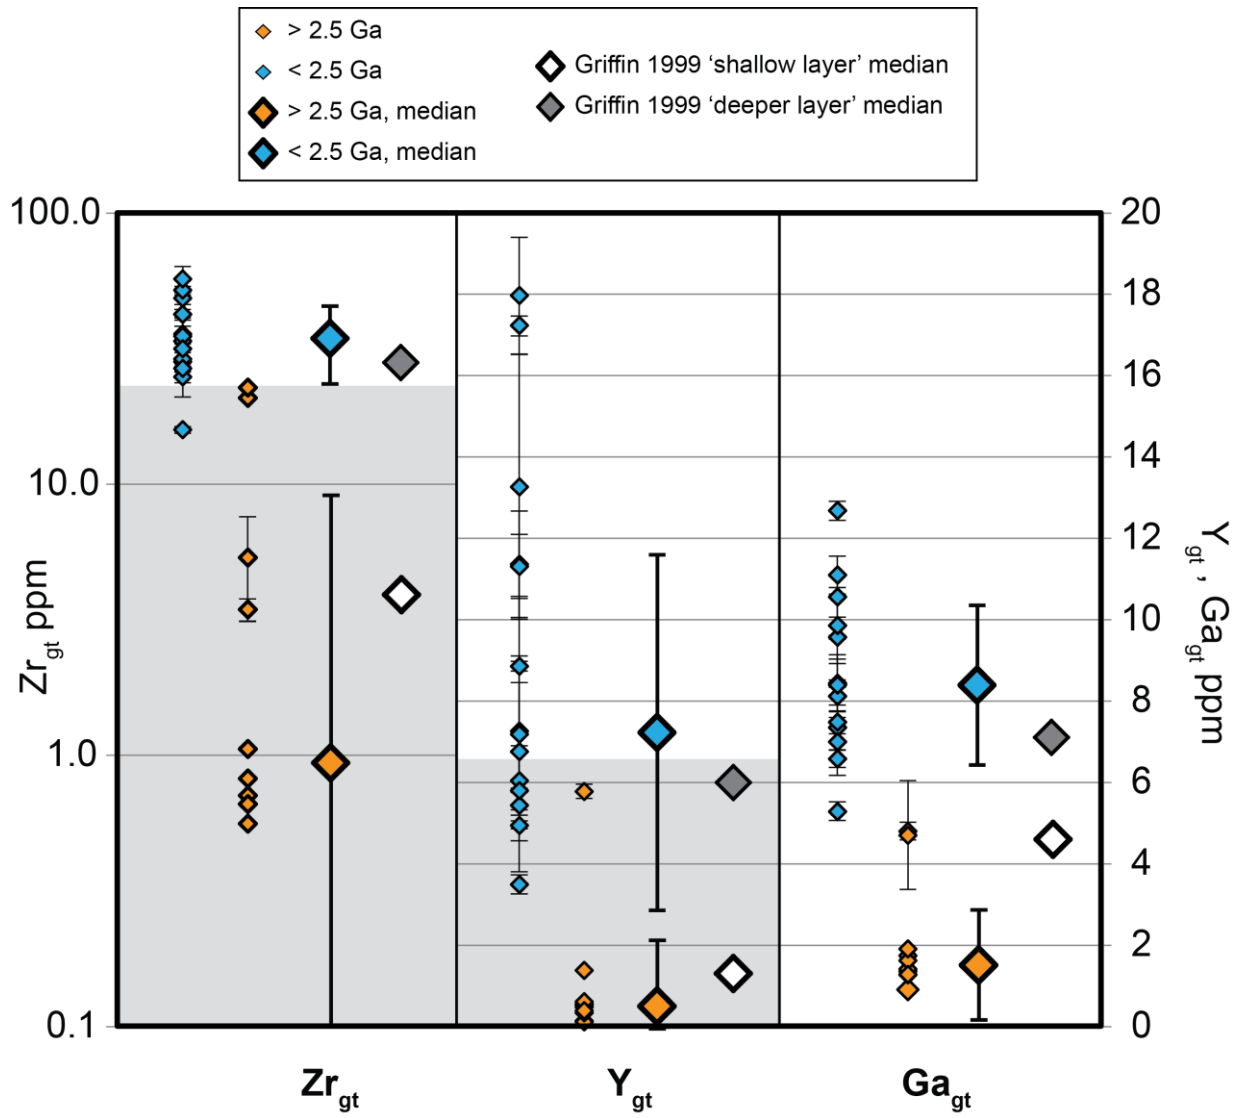 > 2.5 Ga
< 2.5 Ga
> 2.5 Ga, median
< 2.5 Ga, median
Griffin 1999 ‘shallow layer’ median
Griffin 1999 ‘deeper layer’ median
100.0
10.0
1.0
0.1
Zrgt ppm
20
18
16
14
12
10
8
6
4
2
0
Ygt , Gagt, ppm
Zrgt
Ygt
Gagt